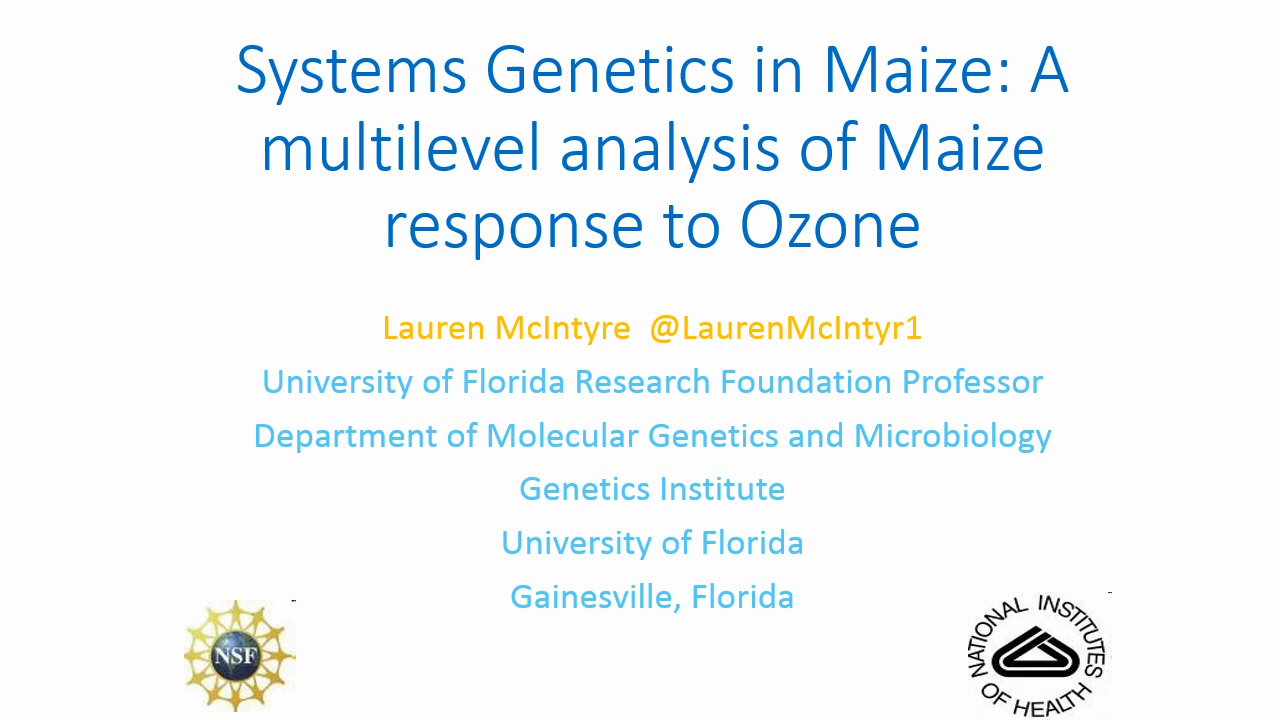 Systems Genetics in Maize: A
multilevel analysis of Maize
response to Ozone
Lauren McIntyre @LaurenMcIntyr1
University of Florida Research Foundation Professor
Department of Molecular Genetics and Microbiology
Genetics Institute
University of Florida
Gainesville, Florida
NSF
NATIONAL INSTITUTES
OF HEALTH